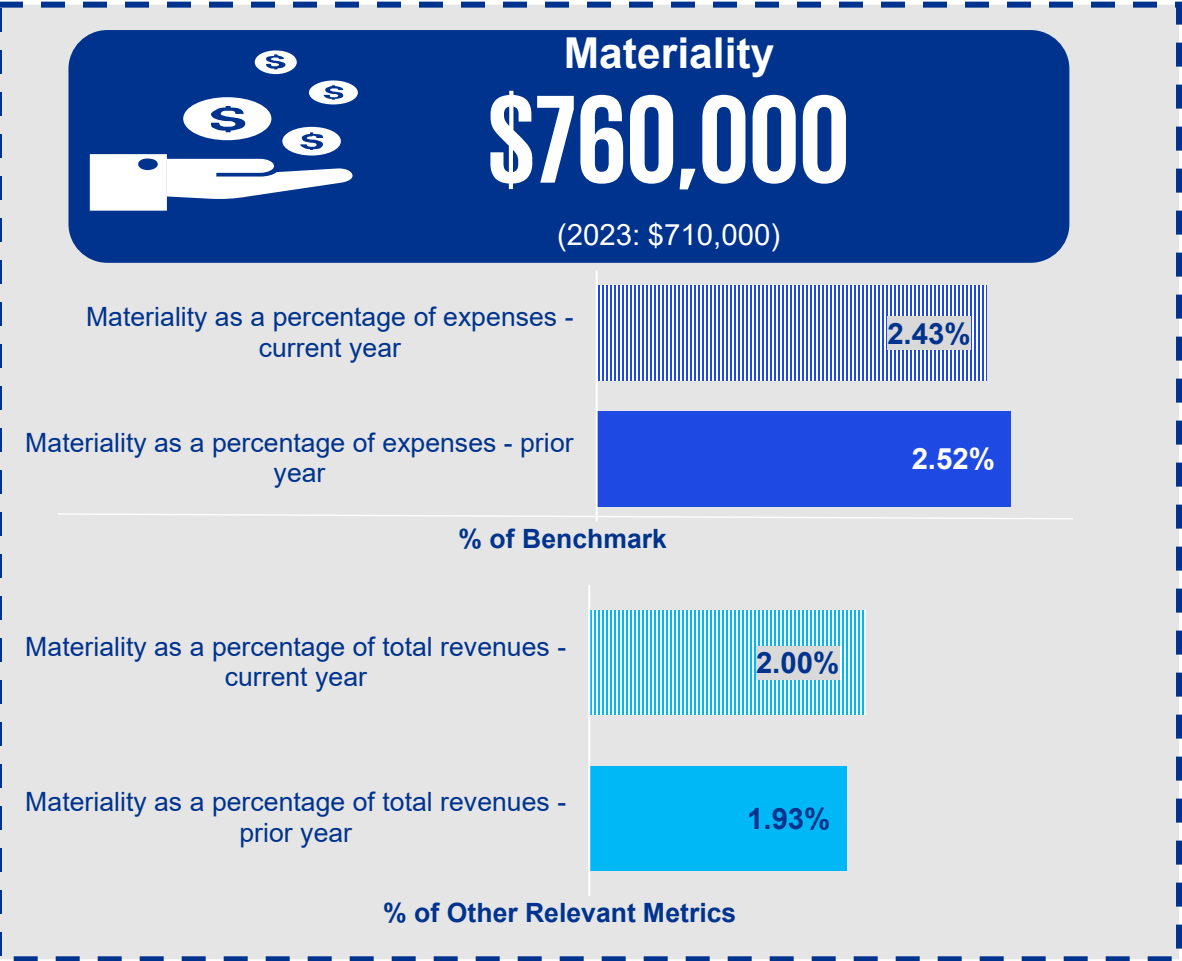 $
$
$
$
Materiality
$760,000
(2023: $710,000)
Materiality as a percentage of expenses -
current year
2.43%
Materiality as a percentage of expenses - prior
year
2.52%
% of Benchmark
Materiality as a percentage of total revenues -
current year
2.00%
Materiality as a percentage of total revenues -
prior year
1.93%
% of Other Relevant Metrics